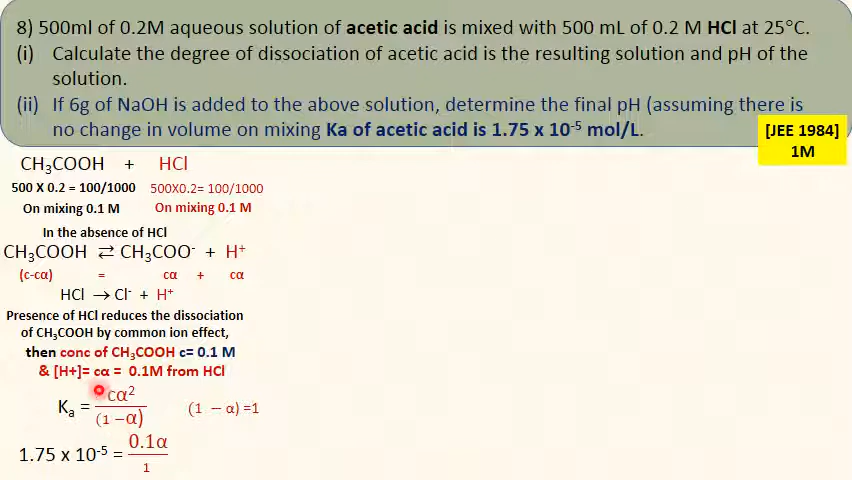 8) 500ml of 0.2M aqueous solution of acetic acid is mixed with 500 mL of 0.2 M HCl at 25°C.
(i) Calculate the degree of dissociation of acetic acid is the resulting solution and pH of the
solution.
(ii) If 6g of NaOH is added to the above solution, determine the final pH (assuming there is
no change in volume on mixing Ka of acetic acid is 1.75 x 10⁻⁵ mol/L.
[JEE 1984]
1M
CH₃COOH + HCl
500 X 0.2 = 100/1000 500X0.2= 100/1000
On mixing 0.1 M On mixing 0.1 M
In the absence of HCl
CH₃COOH ⇄ CH₃COO⁻ + H⁺
(c-cα) = cα + cα
HCl → Cl⁻ + H⁺
Presence of HCl reduces the dissociation
of CH₃COOH by common ion effect,
then conc of CH₃COOH c= 0.1 M
& [H+]= cα = 0.1M from HCl
Kₐ = cα²/(1 −α) (1 − α) =1
1.75 x 10⁻⁵ = 0.1α/1